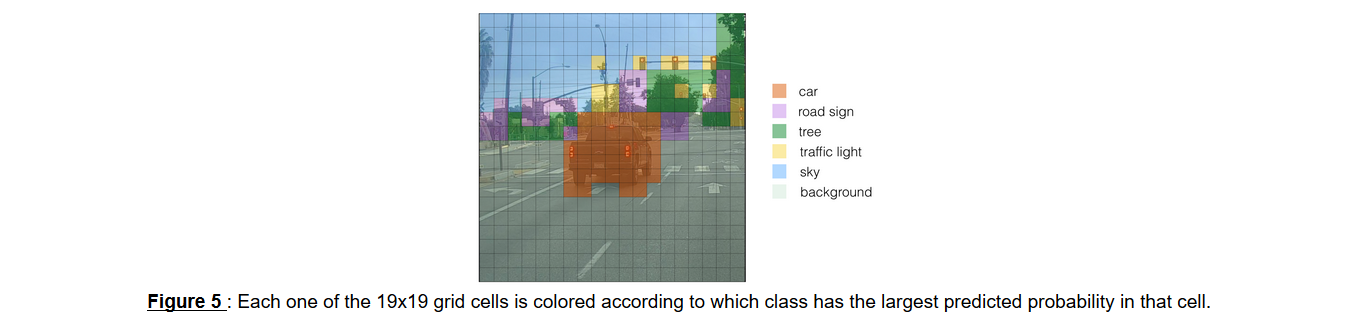 car
road sign
tree
traffic light
sky
background
Figure 5 : Each one of the 19x19 grid cells is colored according to which class has the largest predicted probability in that cell.